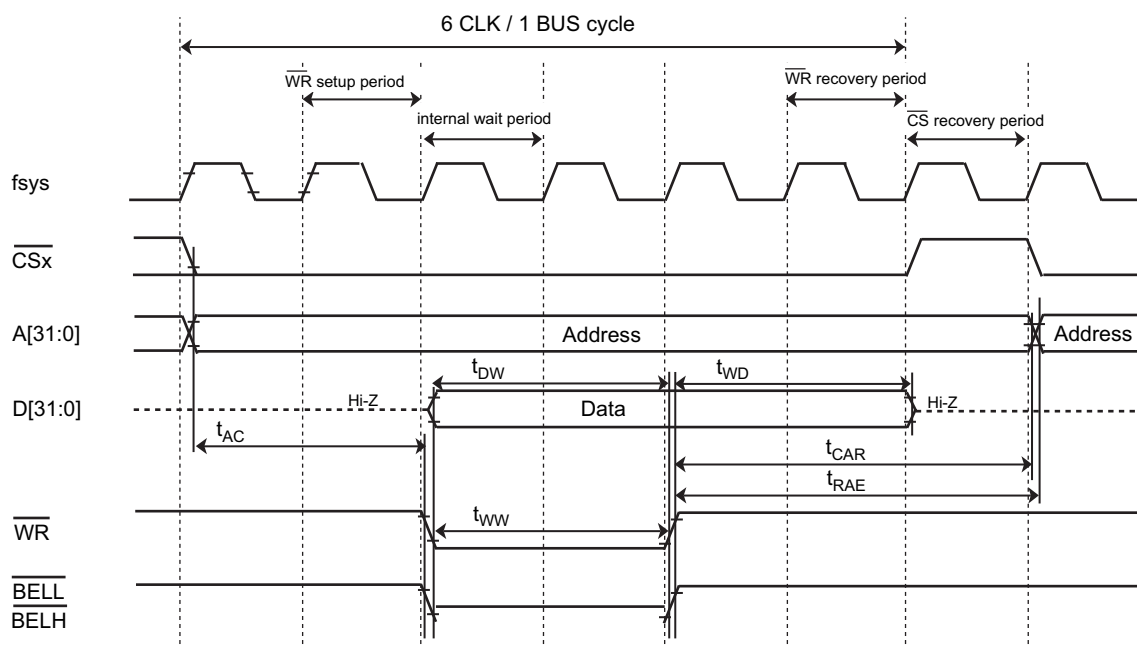 6 CLK / 1 BUS cycle
WR setup period
WR recovery period
internal wait period
CS recovery period
fsys
CSx
A[31:0]
Address
Address
tDW
tWD
D[31:0]
Hi-Z
Data
Hi-Z
tAC
tCAR
tRAE
WR
tWW
BELL
BELH